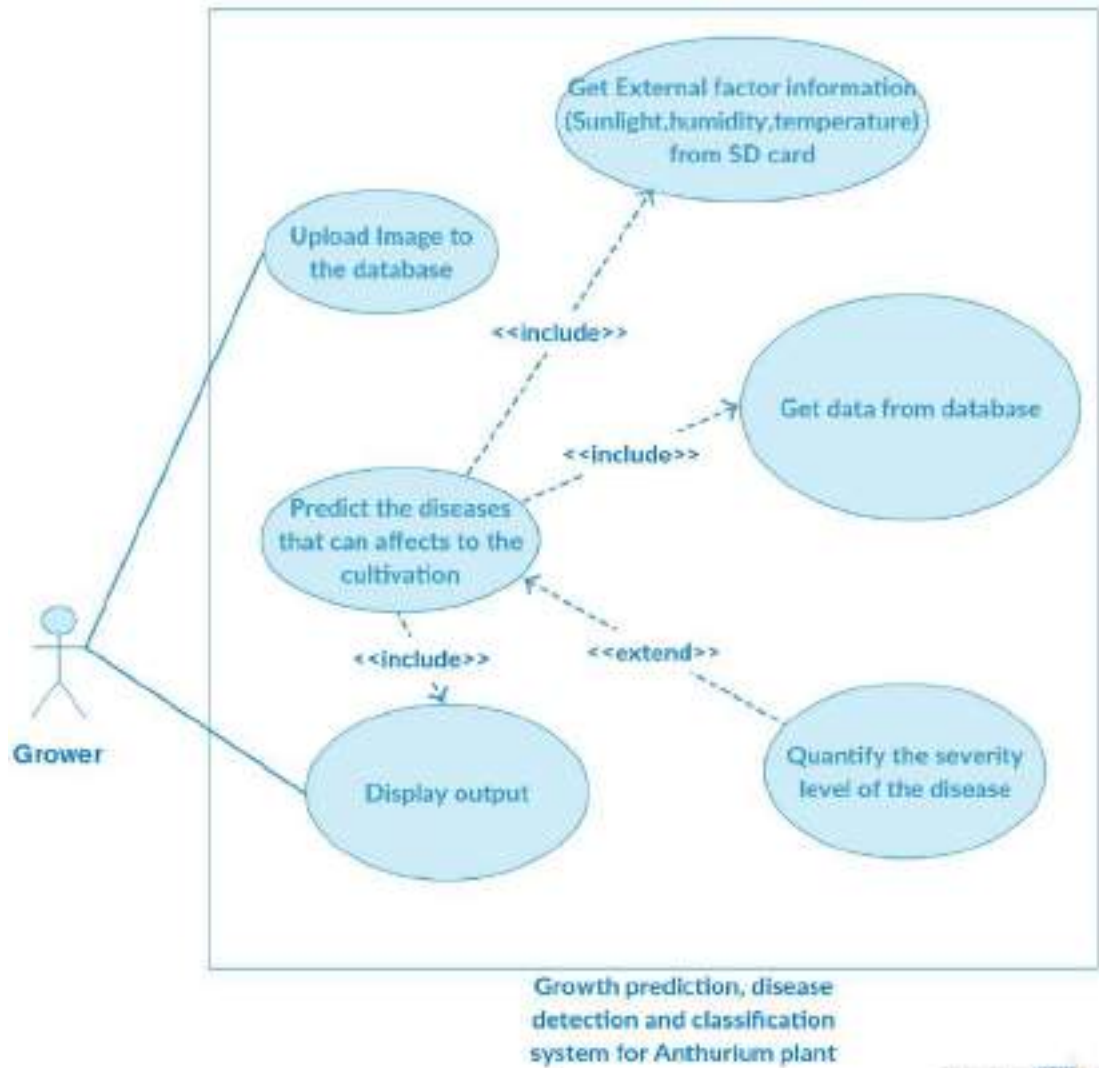 Get External factor information
(Sunlight,humidity,temperature)
from SD card
Upload Image to
the database
<<include>>
Get data from database
<<include>>
Predict the diseases
that can affects to the
cultivation
<<include>>
<<extend>>
Grower
Display output
Quantify the severity
level of the disease
Growth prediction, disease
detection and classification
system for Anthurium plant